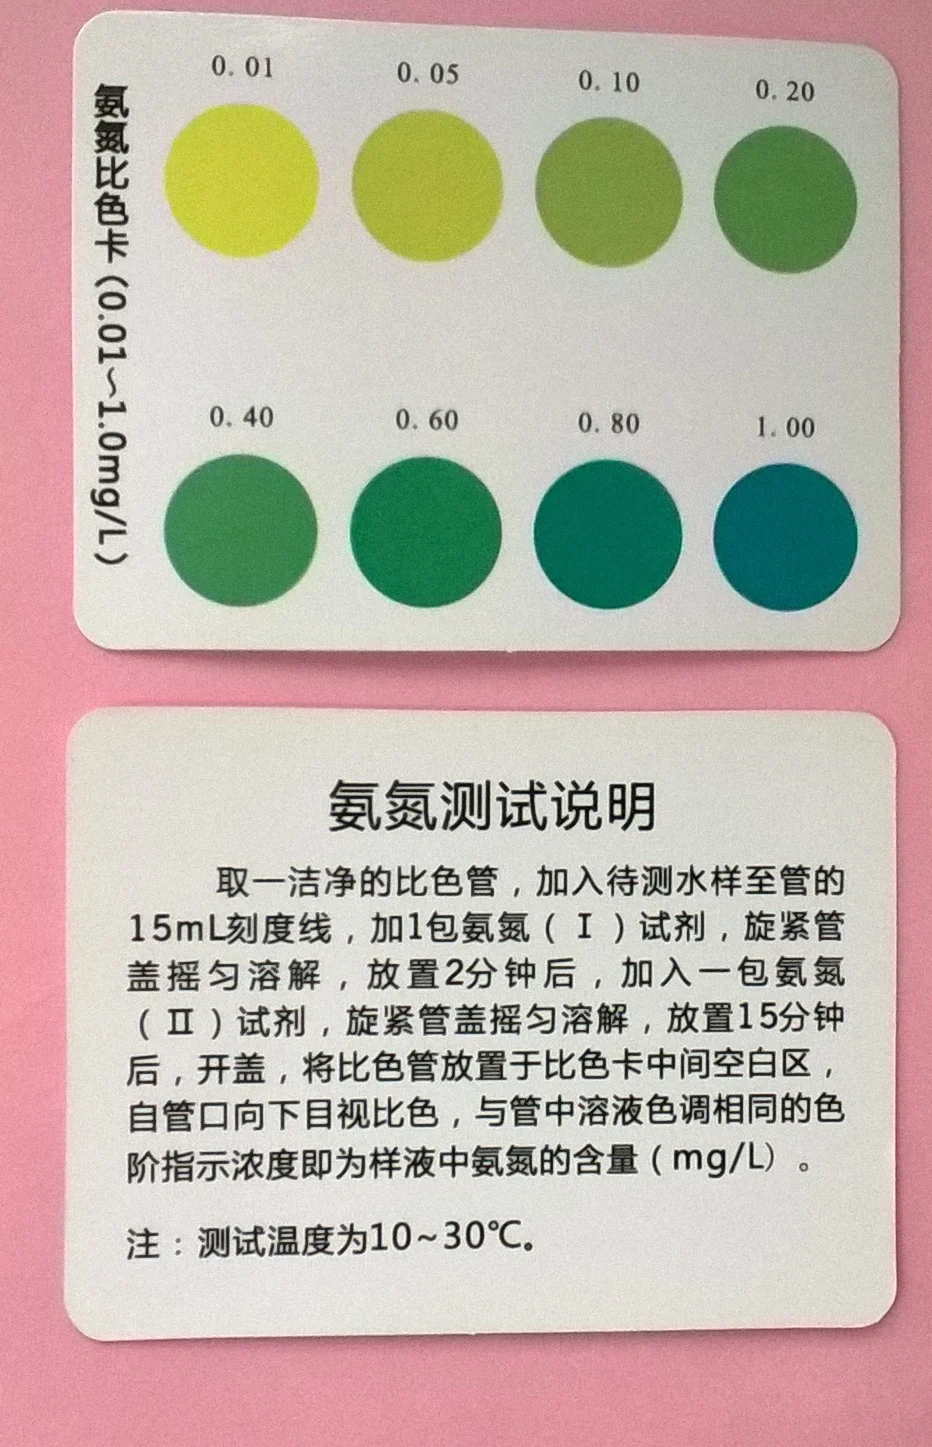 氨氮比色卡(0.01～1.0mg/L)
0.01 0.05 0.10 0.20
0.40 0.60 0.80 1.00
氨氮测试说明
取一洁净的比色管，加入待测水样至管的
15mL刻度线，加1包氨氮（Ⅰ）试剂，旋紧管
盖摇匀溶解，放置2分钟后，加入一包氨氮
（Ⅱ）试剂，旋紧管盖摇匀溶解，放置15分钟
后，开盖，将比色管放置于比色卡中间空白区，
自管口向下目视比色，与管中溶液色调相同的色
阶指示浓度即为样液中氨氮的含量（mg/L）。
注：测试温度为10~30℃。